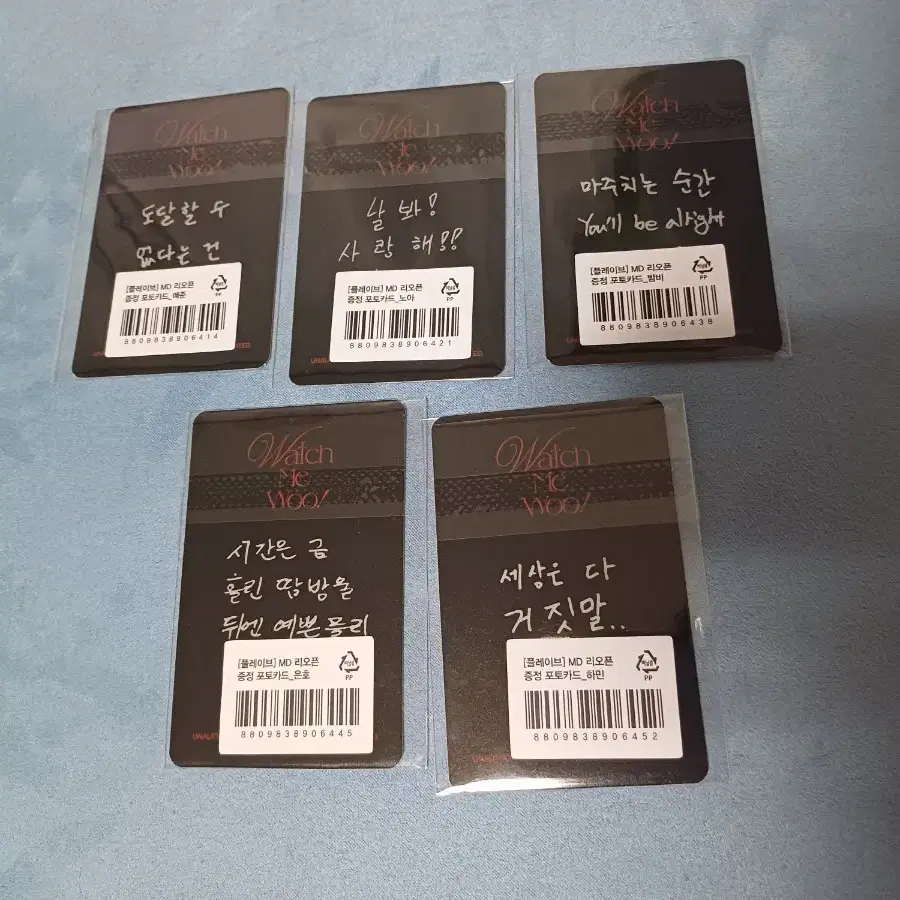 Watch
Me
Woo!
도달할 수
없다는 건
[플레이브] MD 리오픈
증정 포토카드_예준
PP
8809838906414
Watch
Me
Woo!
날 봐!
사랑해!!
[플레이브] MD 리오픈
증정 포토카드_노아
PP
8809838906421
Watch
Me
Woo!
마주치는 순간
You'll be alright
[플레이브] MD 리오픈
증정 포토카드_밤비
PP
8809838906438
Watch
Me
Woo!
시간은 금
흘린 땀방울
뒤엔 예쁜
[플레이브] MD 리오픈
증정 포토카드_은호
PP
8809838906445
Watch
Me
Woo!
세상은 다
거짓말..
[플레이브] MD 리오픈
증정 포토카드_하민
PP
8809838906452